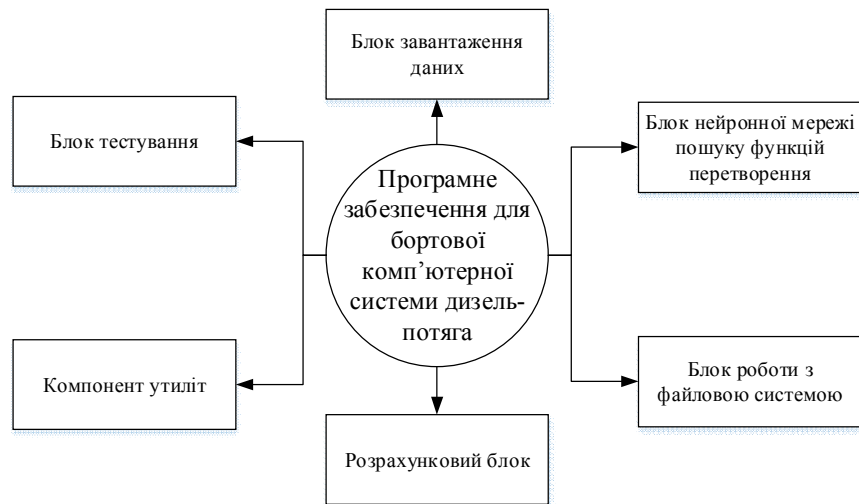 Блок завантаження
даних
Блок тестування
Блок нейронної мережі
пошуку функцій
перетворення
Програмне
забезпечення для
бортової
комп’ютерної
системи дизель-
потяга
Компонент утиліт
Блок роботи з
файловою системою
Розрахунковий блок